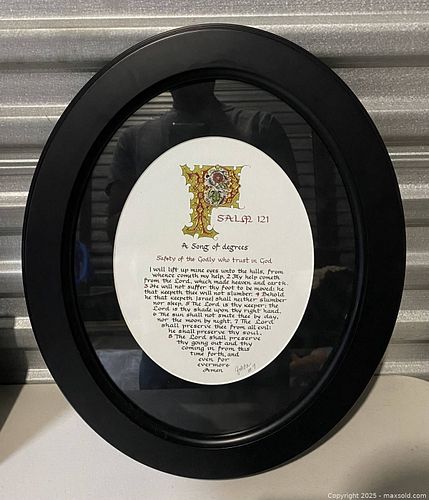 PSALM 121
A Song of degrees
Safety of the Godly who trust in God
I will lift up mine eyes unto the hills, from
whence cometh my help, 2 My help cometh
from the Lord, which made heaven and earth.
3 He will not suffer thy foot to be moved: he
that keepeth thee will not slumber. 4 Behold
he that keepeth Israel shall neither slumber
nor sleep. 5 The Lord is thy keeper: the
Lord is thy shade upon thy right hand.
6 The sun shall not smite thee by day,
nor the moon by night. 7 The Lord
shall preserve thee from all evil:
he shall preserve thy soul.
8 The Lord shall preserve
thy going out and thy
coming in from this
time forth, and
even for
evermore
Amen
Copyright 2025 - maxsold.com